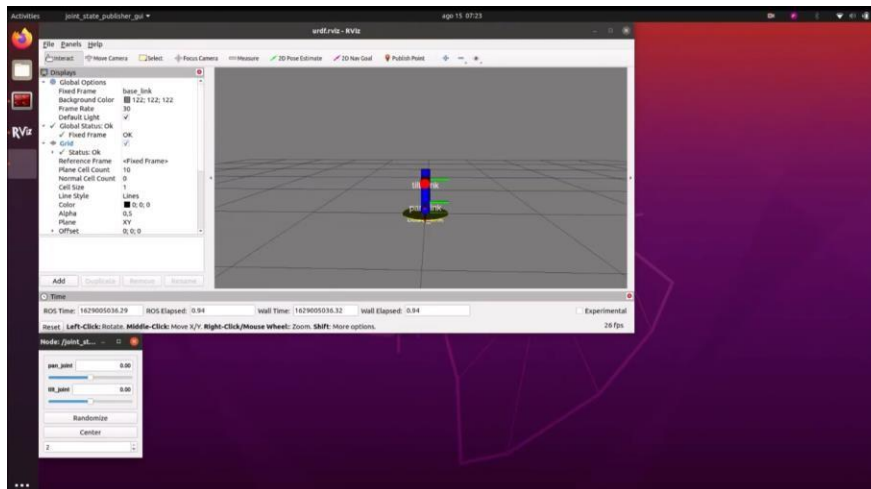 Activities
joint_state_publisher_gui
ago 15 07:23
urdf.rviz - RViz
File Panels Help
Interact Move Camera Select Focus Camera Measure 2D Pose Estimate 2D Nav Goal Publish Point
Displays
Global Options
Fixed Frame base_link
Background Color 122; 122; 122
Frame Rate 30
Default Light
Global Status: Ok
Fixed Frame OK
Grid
Status: Ok
Reference Frame <Fixed Frame>
Plane Cell Count 10
Normal Cell Count 0
Cell Size 1
Line Style Lines
Color 0; 0; 0
Alpha 0,5
Plane XY
Offset 0; 0; 0
Add Duplicate Remove Rename
RViz
Time
ROS Time: 1629005036.29 ROS Elapsed: 0.94 Wall Time: 1629005036.32 Wall Elapsed: 0.94 Experimental
Reset Left-Click: Rotate. Middle-Click: Move X/Y. Right-Click/Mouse Wheel: Zoom. Shift: More options. 28 fps
Node: /joint_st...
pan_joint 0.00
tilt_joint 0.00
Randomize
Center
2